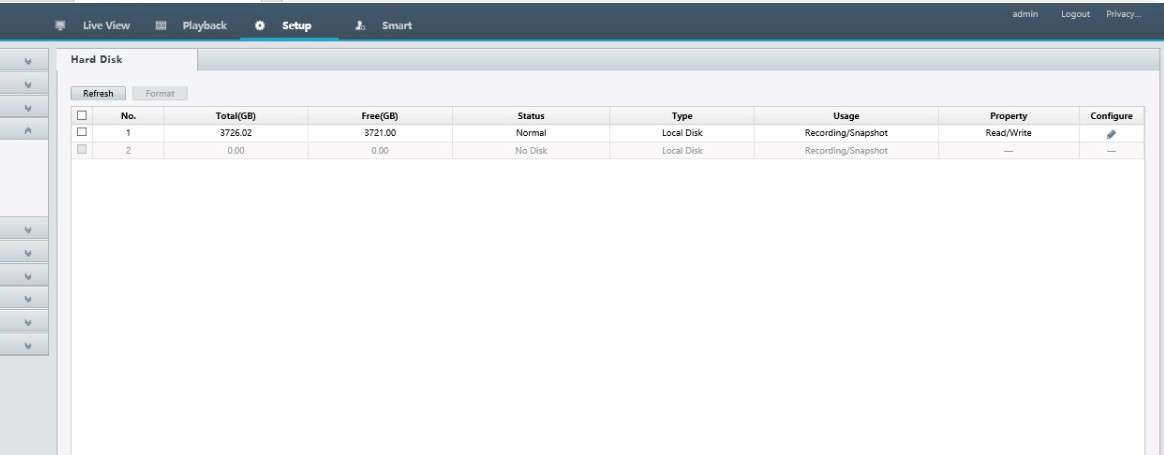 admin Logout Privacy...
Live View Playback Setup Smart
Hard Disk
Refresh Format
No. Total(GB) Free(GB) Status Type Usage Property Configure
1 3726.02 3721.00 Normal Local Disk Recording/Snapshot Read/Write
2 0.00 0.00 No Disk Local Disk Recording/Snapshot — —